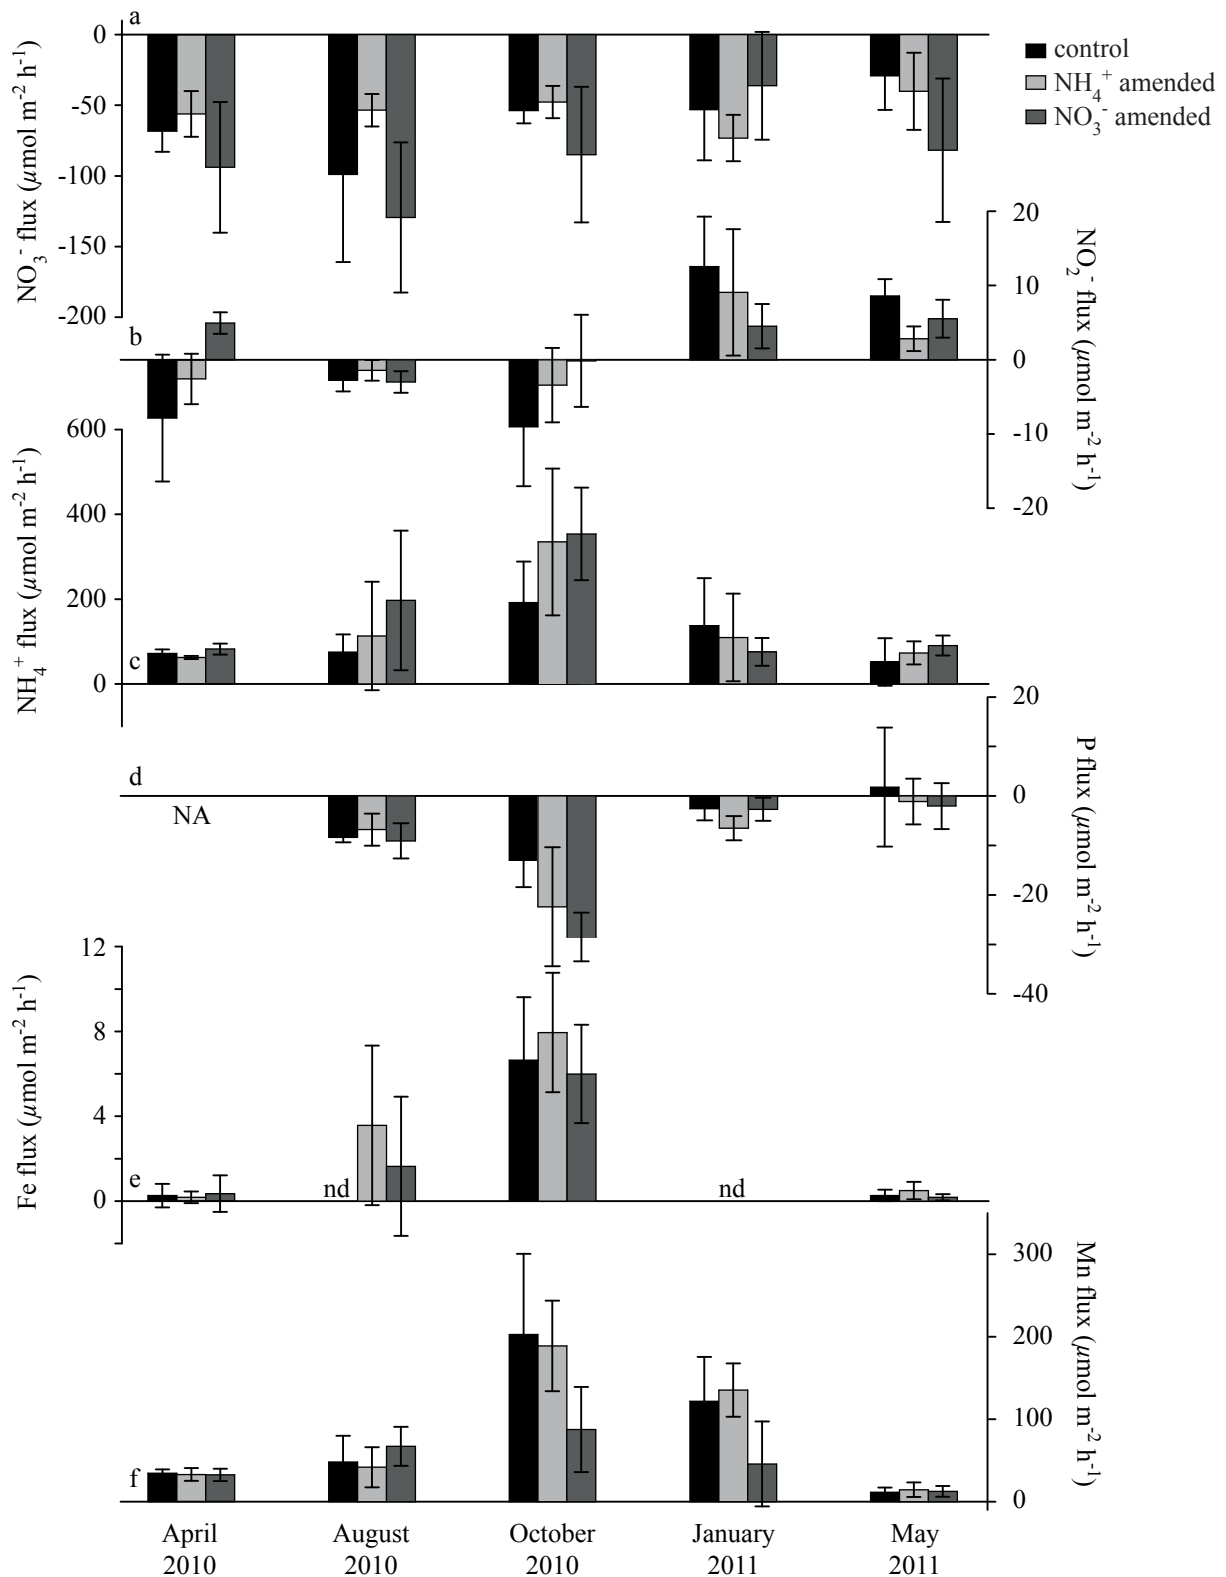 a
0
-50
-100
-150
-200
NO₃⁻ flux (μmol m⁻² h⁻¹)
control
NH₄⁺ amended
NO₃⁻ amended
b
20
10
0
-10
-20
NO₂⁻ flux (μmol m⁻² h⁻¹)
600
400
200
0
NH₄⁺ flux (μmol m⁻² h⁻¹)
c
d
NA
20
0
-20
-40
P flux (μmol m⁻² h⁻¹)
12
8
4
0
Fe flux (μmol m⁻² h⁻¹)
e
nd
nd
f
300
200
100
0
Mn flux (μmol m⁻² h⁻¹)
April
2010
August
2010
October
2010
January
2011
May
2011